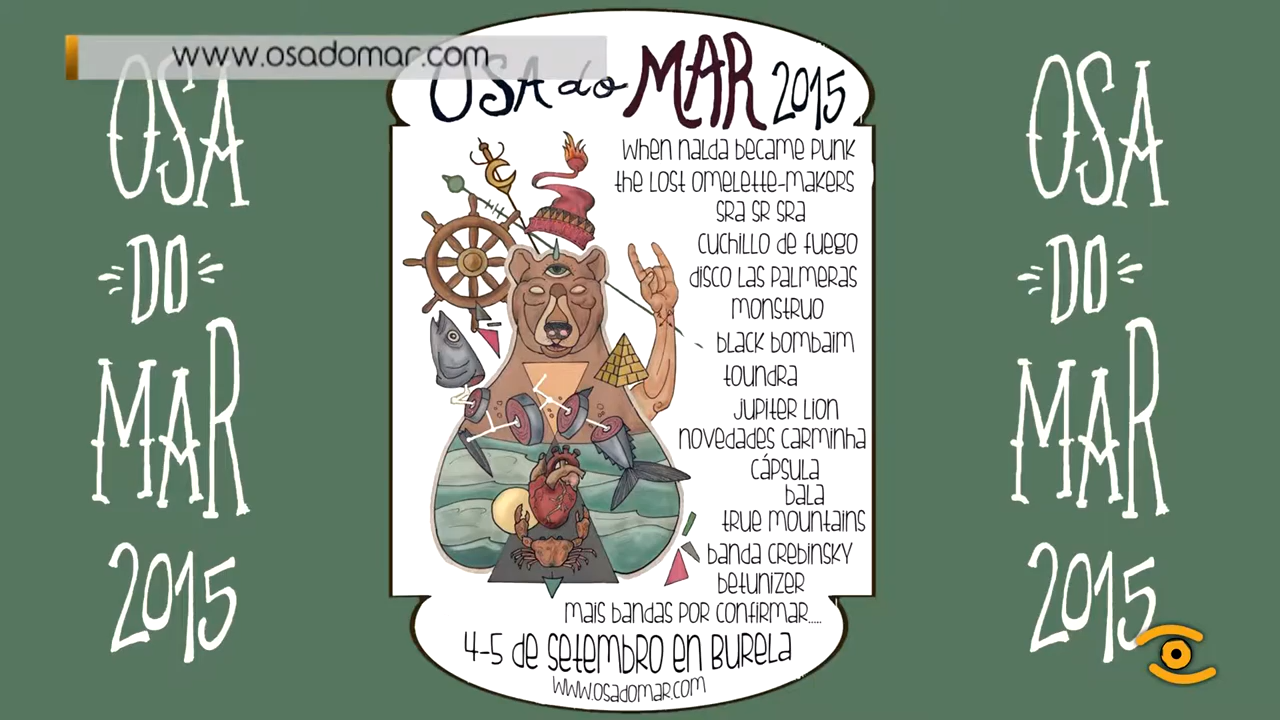 www.osadomar.com
OSA
DO
MAR
2015
OSA do MAR 2015
when nalda became punk
the lost omelette-makers
sra sr sra
cuchillo de fuego
disco las palmeras
monstruo
black bombaim
toundra
jupiter lion
novedades carminha
cápsula
bala
true mountains
banda crebinsky
betunizer
mais bandas por confirmar.....
4-5 de setembro en Burela
www.osadomar.com
OSA
DO
MAR
2015